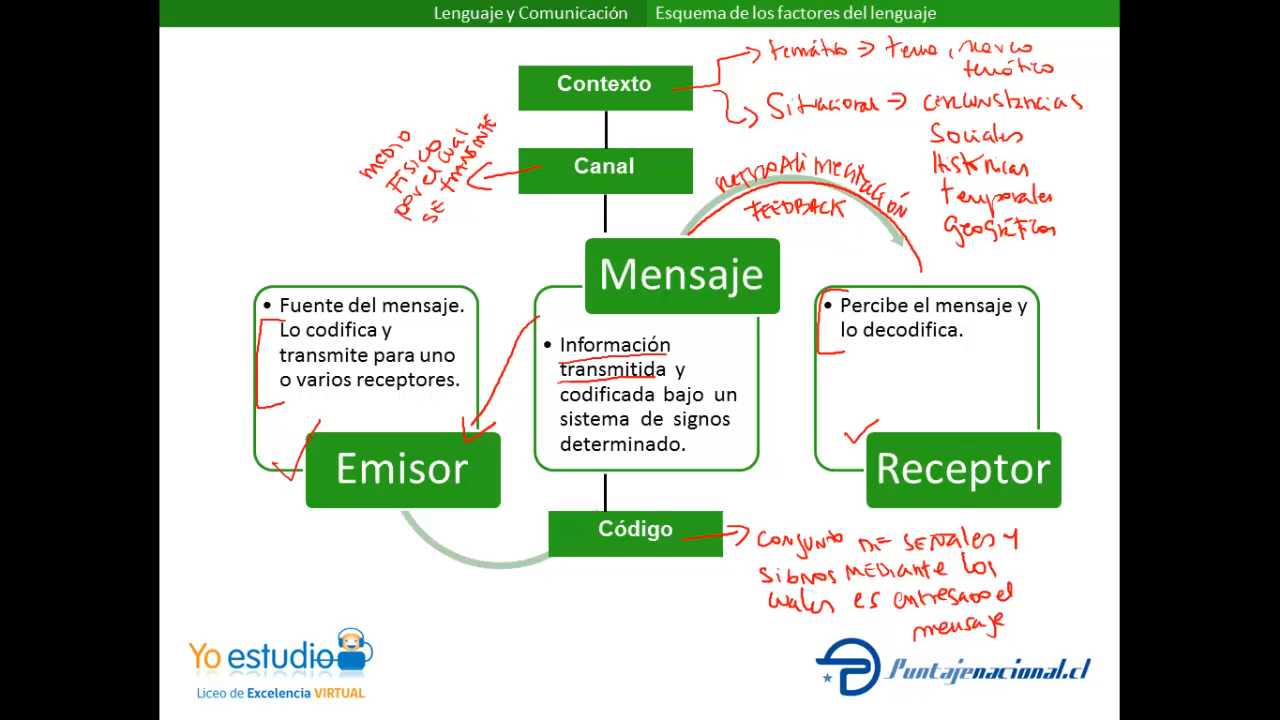 Lenguaje y Comunicación
Esquema de los factores del lenguaje
Contexto
temático → tema, marco
temático
Situacional → circunstancias
Sociales
Históricas
temporales
Geográficas
Canal
MEDIO
FÍSICO
por el cual
SE TRANSMITE
RETROALIMENTACIÓN
FEEDBACK
Mensaje
• Información
transmitida y
codificada bajo un
sistema de signos
determinado.
• Fuente del mensaje.
Lo codifica y
transmite para uno
o varios receptores.
Emisor
• Percibe el mensaje y
lo decodifica.
Receptor
Código
CONJUNTO DE SEÑALES Y
SIGNOS MEDIANTE LOS
cuales es entregado el
mensaje
Yo estudio
Liceo de Excelencia VIRTUAL
Puntajenacional.cl